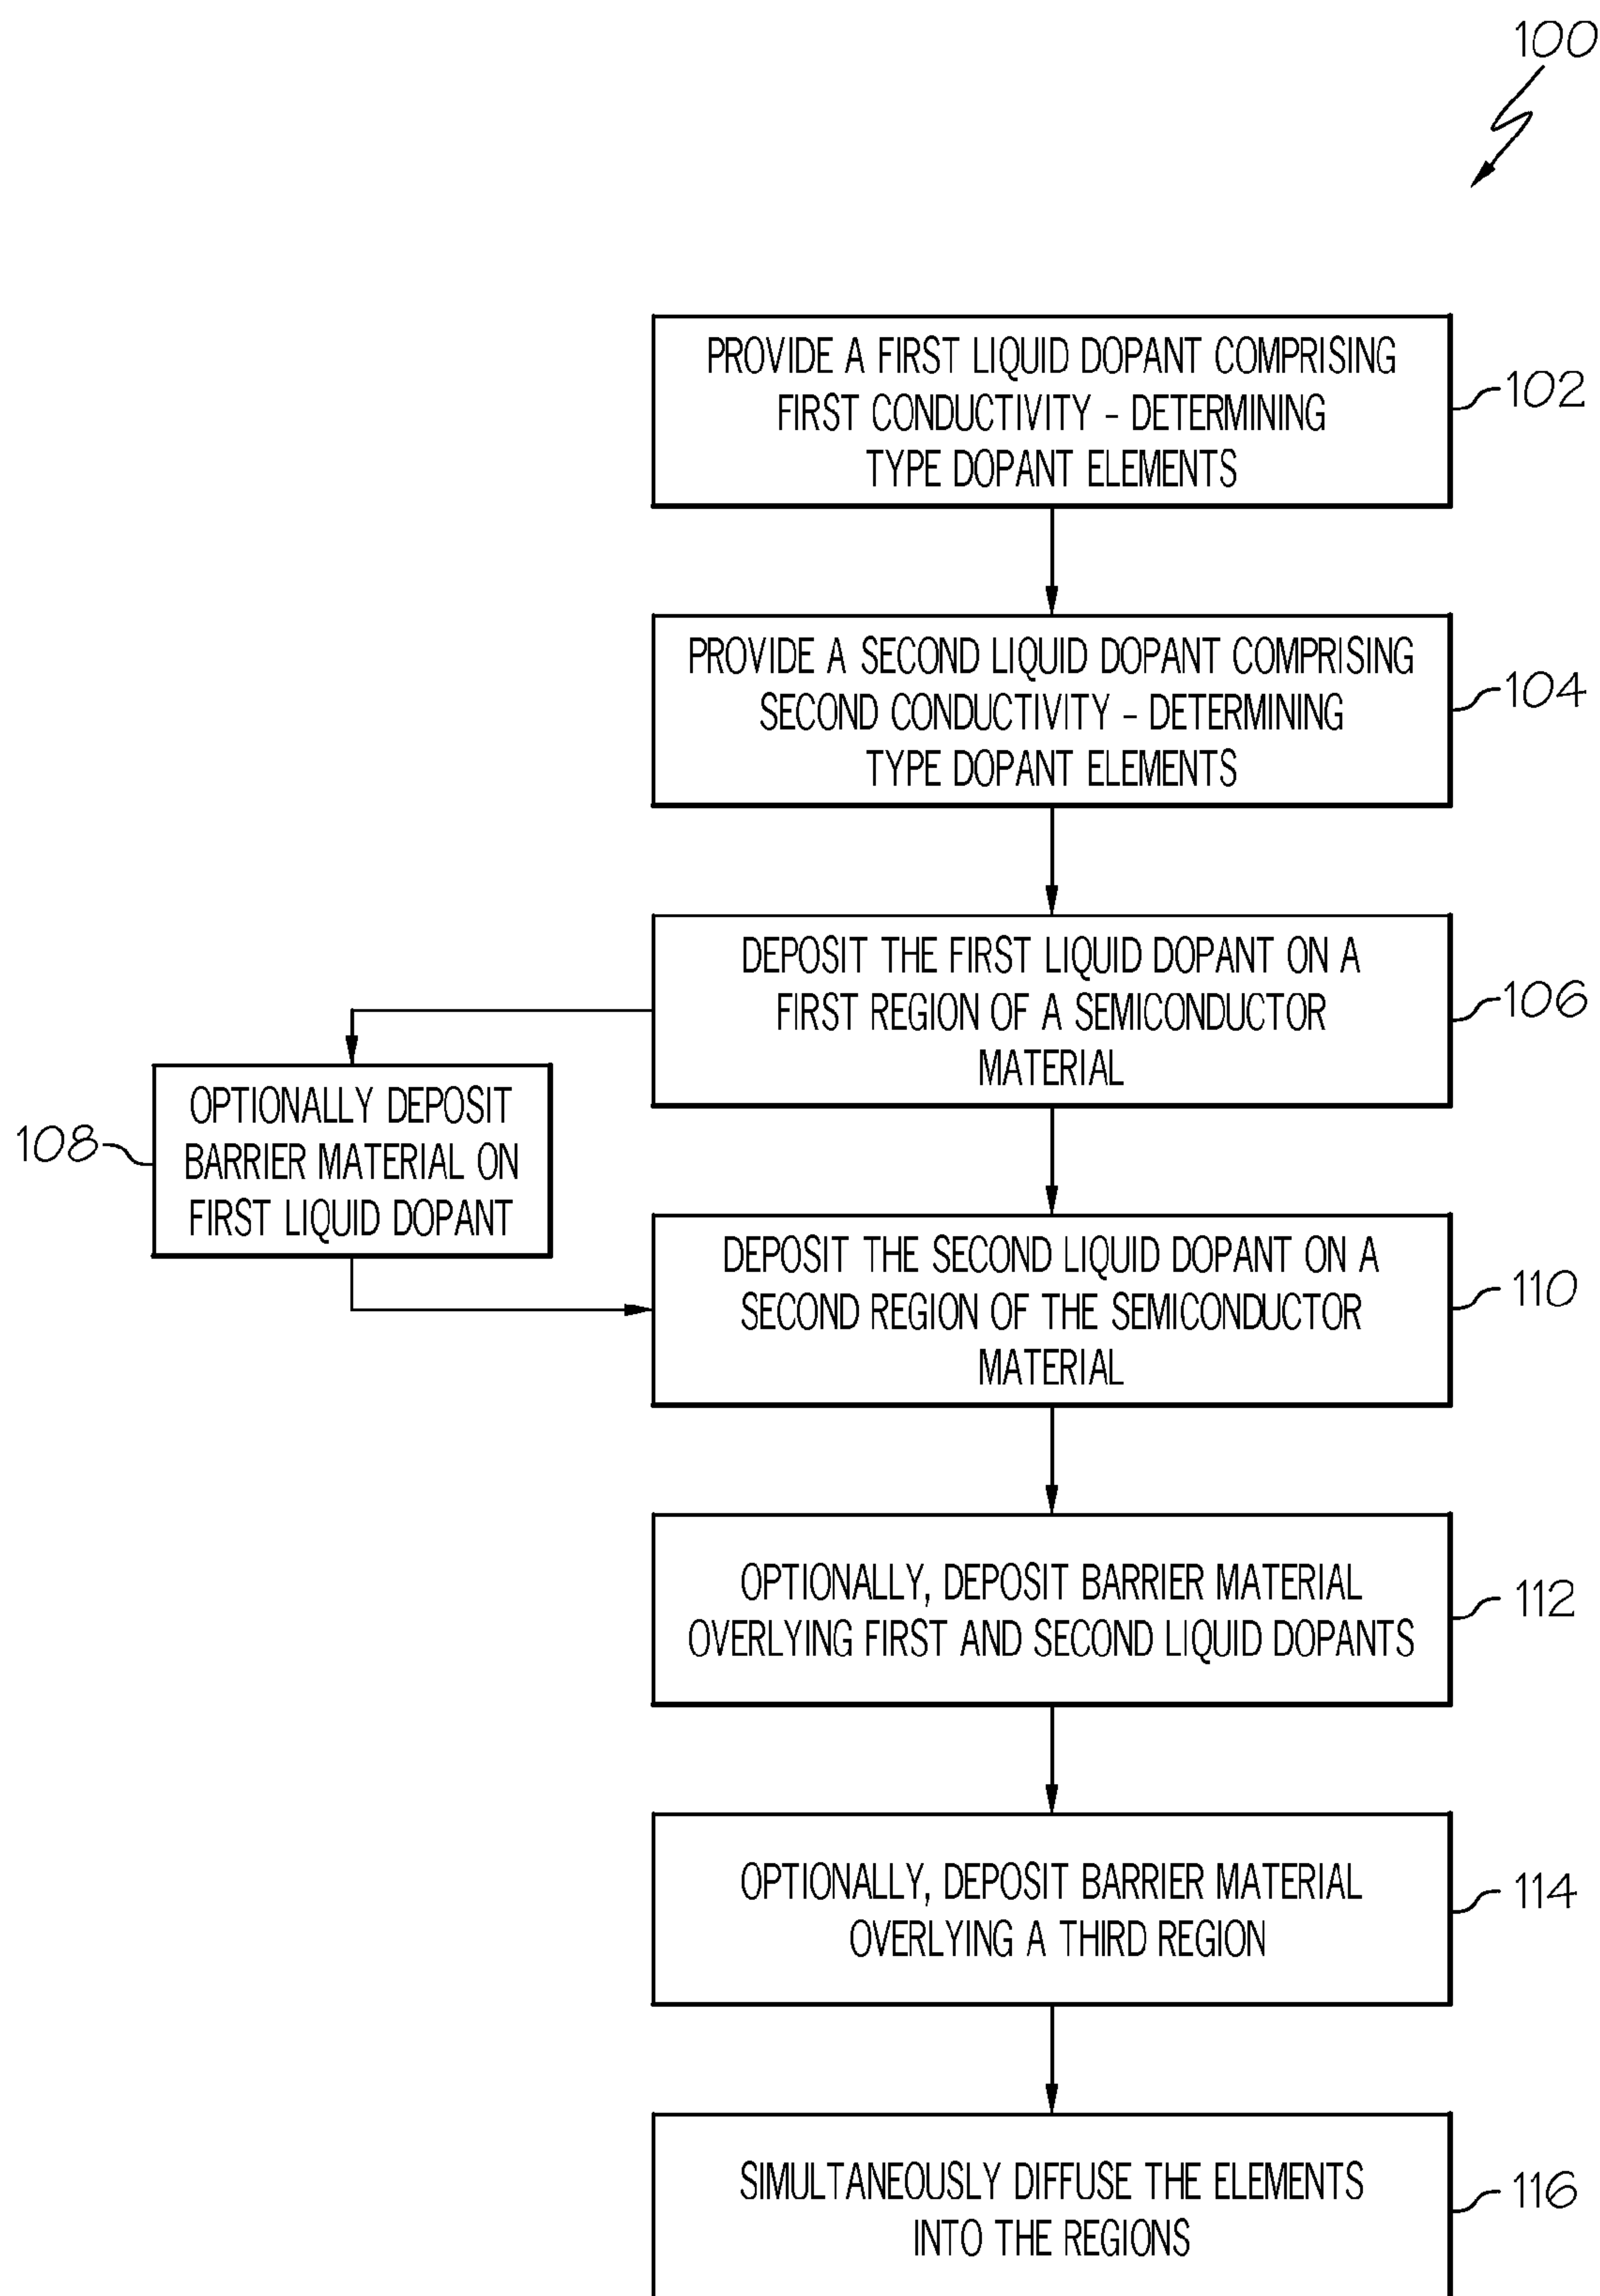 100
PROVIDE A FIRST LIQUID DOPANT COMPRISING
FIRST CONDUCTIVITY – DETERMINING
TYPE DOPANT ELEMENTS
102
PROVIDE A SECOND LIQUID DOPANT COMPRISING
SECOND CONDUCTIVITY – DETERMINING
TYPE DOPANT ELEMENTS
104
DEPOSIT THE FIRST LIQUID DOPANT ON A
FIRST REGION OF A SEMICONDUCTOR
MATERIAL
106
OPTIONALLY DEPOSIT
BARRIER MATERIAL ON
FIRST LIQUID DOPANT
108
DEPOSIT THE SECOND LIQUID DOPANT ON A
SECOND REGION OF THE SEMICONDUCTOR
MATERIAL
110
OPTIONALLY, DEPOSIT BARRIER MATERIAL
OVERLYING FIRST AND SECOND LIQUID DOPANTS
112
OPTIONALLY, DEPOSIT BARRIER MATERIAL
OVERLYING A THIRD REGION
114
SIMULTANEOUSLY DIFFUSE THE ELEMENTS
INTO THE REGIONS
116